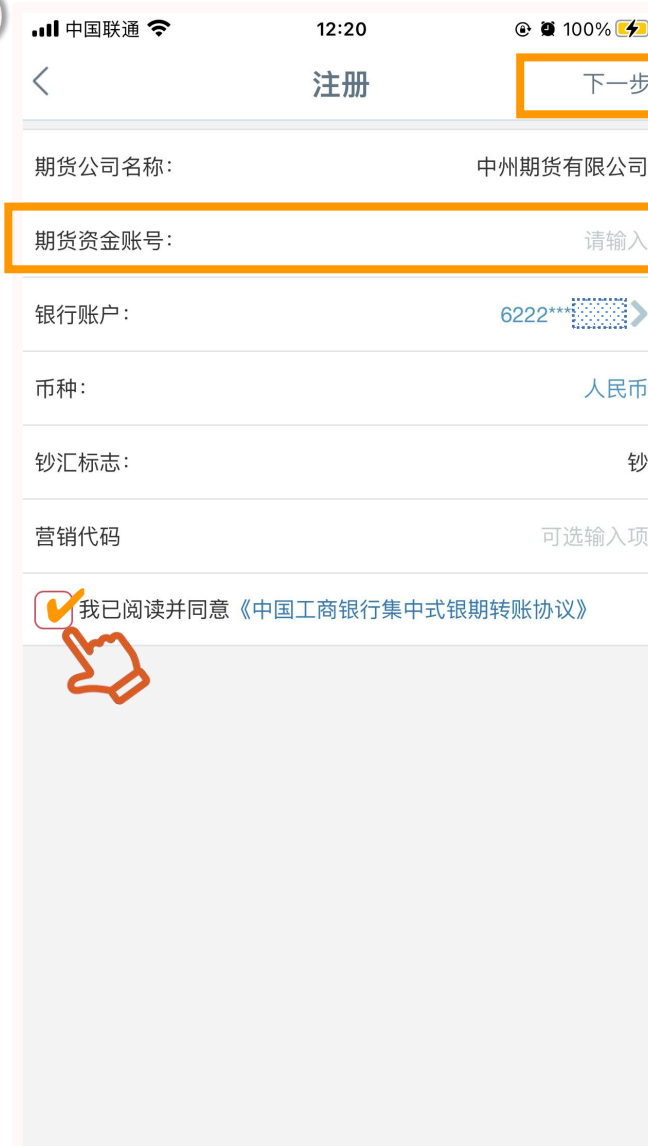 中国联通 12:20 100%
注册 下一步
期货公司名称: 中州期货有限公司
期货资金账号: 请输入
银行账户: 6222***
币种: 人民币
钞汇标志: 钞
营销代码 可选输入项
我已阅读并同意《中国工商银行集中式银期转账协议》